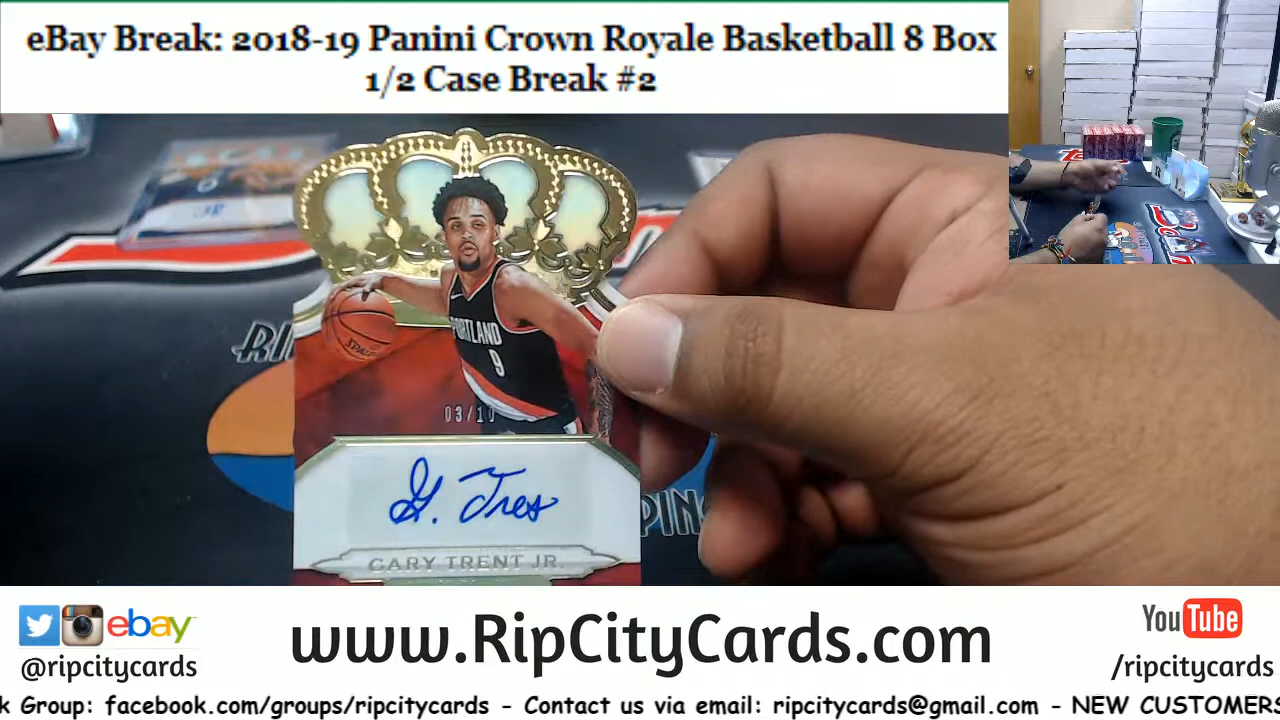 eBay Break: 2018-19 Panini Crown Royale Basketball 8 Box
1/2 Case Break #2
PORTLAND
9
SPALDING
03/10
G. Tres
GARY TRENT JR.
ebay
www.RipCityCards.com
YouTube
@ripcitycards
/ripcitycards
k Group: facebook.com/groups/ripcitycards - Contact us via email: ripcitycards@gmail.com - NEW CUSTOMERS